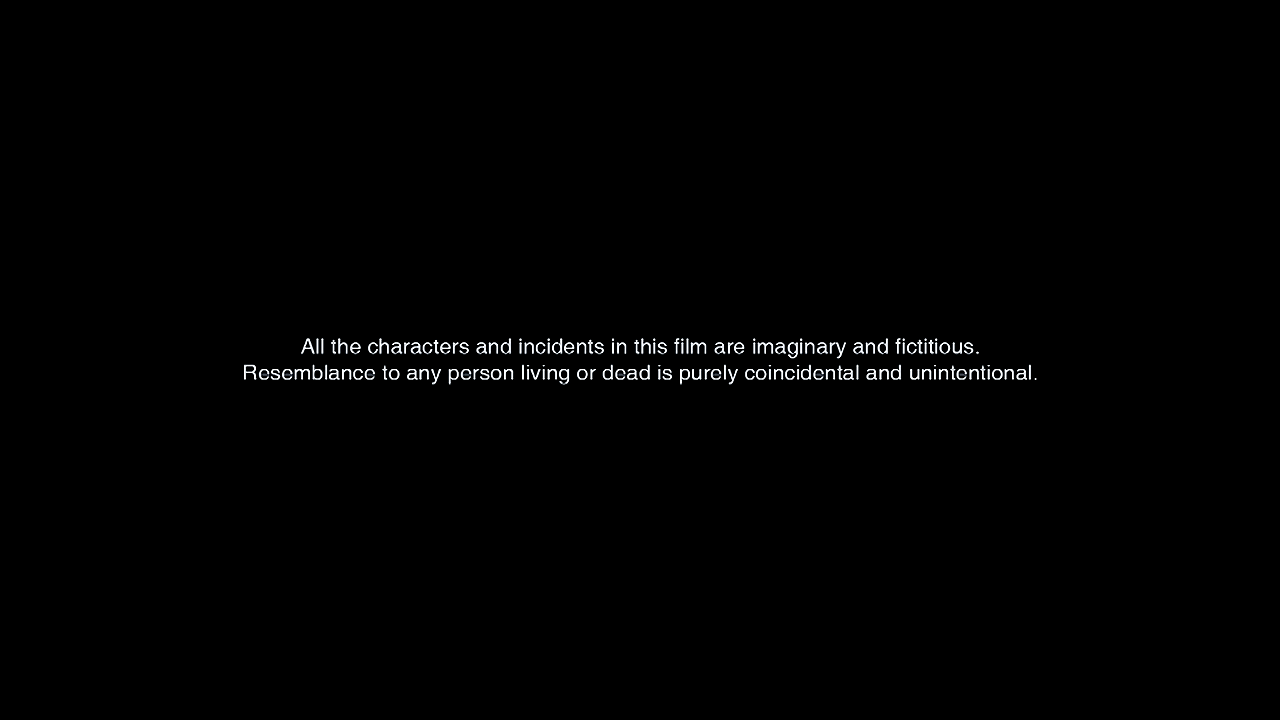 All the characters and incidents in this film are imaginary and fictitious.
Resemblance to any person living or dead is purely coincidental and unintentional.